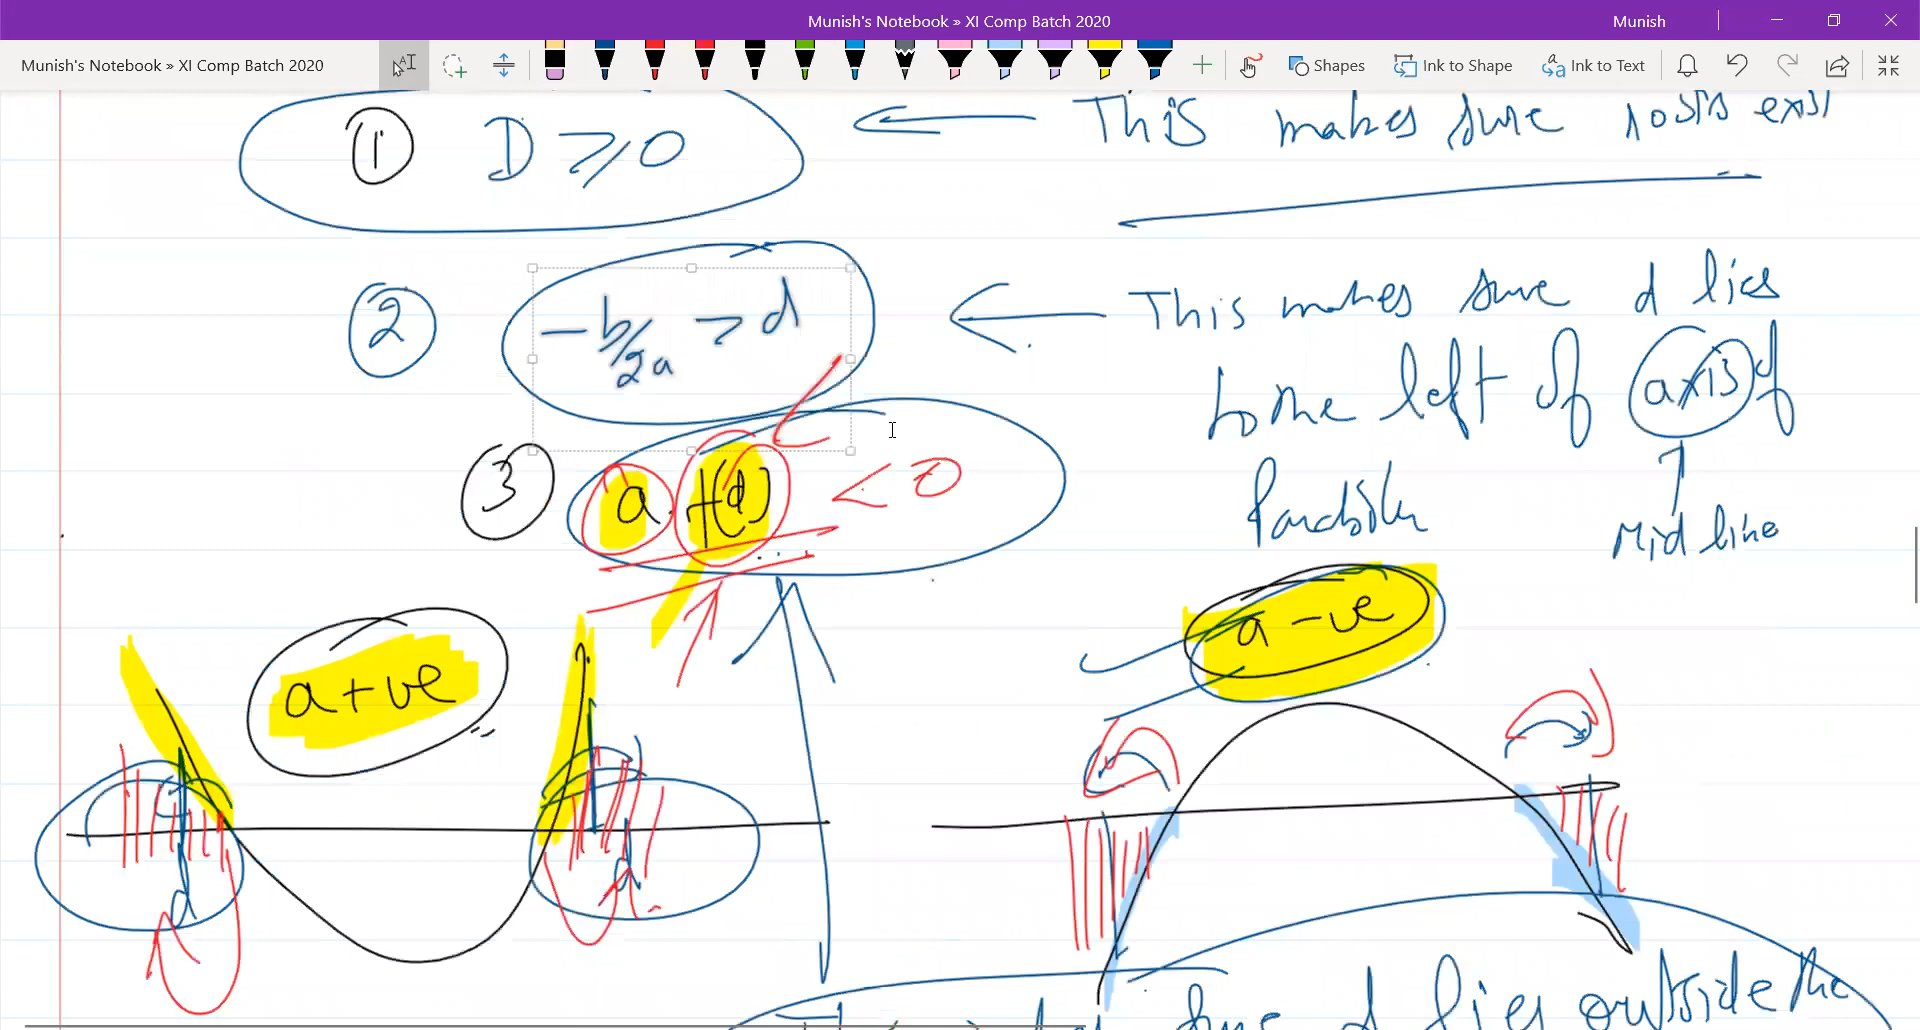 Munish's Notebook » XI Comp Batch 2020
Munish
Munish's Notebook » XI Comp Batch 2020
Shapes
Ink to Shape
Ink to Text
① D ≥ 0 ← This makes sure roots exist
② -b/2a > d ← This makes sure d lies
to the left of axis of
Parabola
Mid line
③ a.f(d) < 0
a +ve
a -ve
d
d
sure d lies outside the